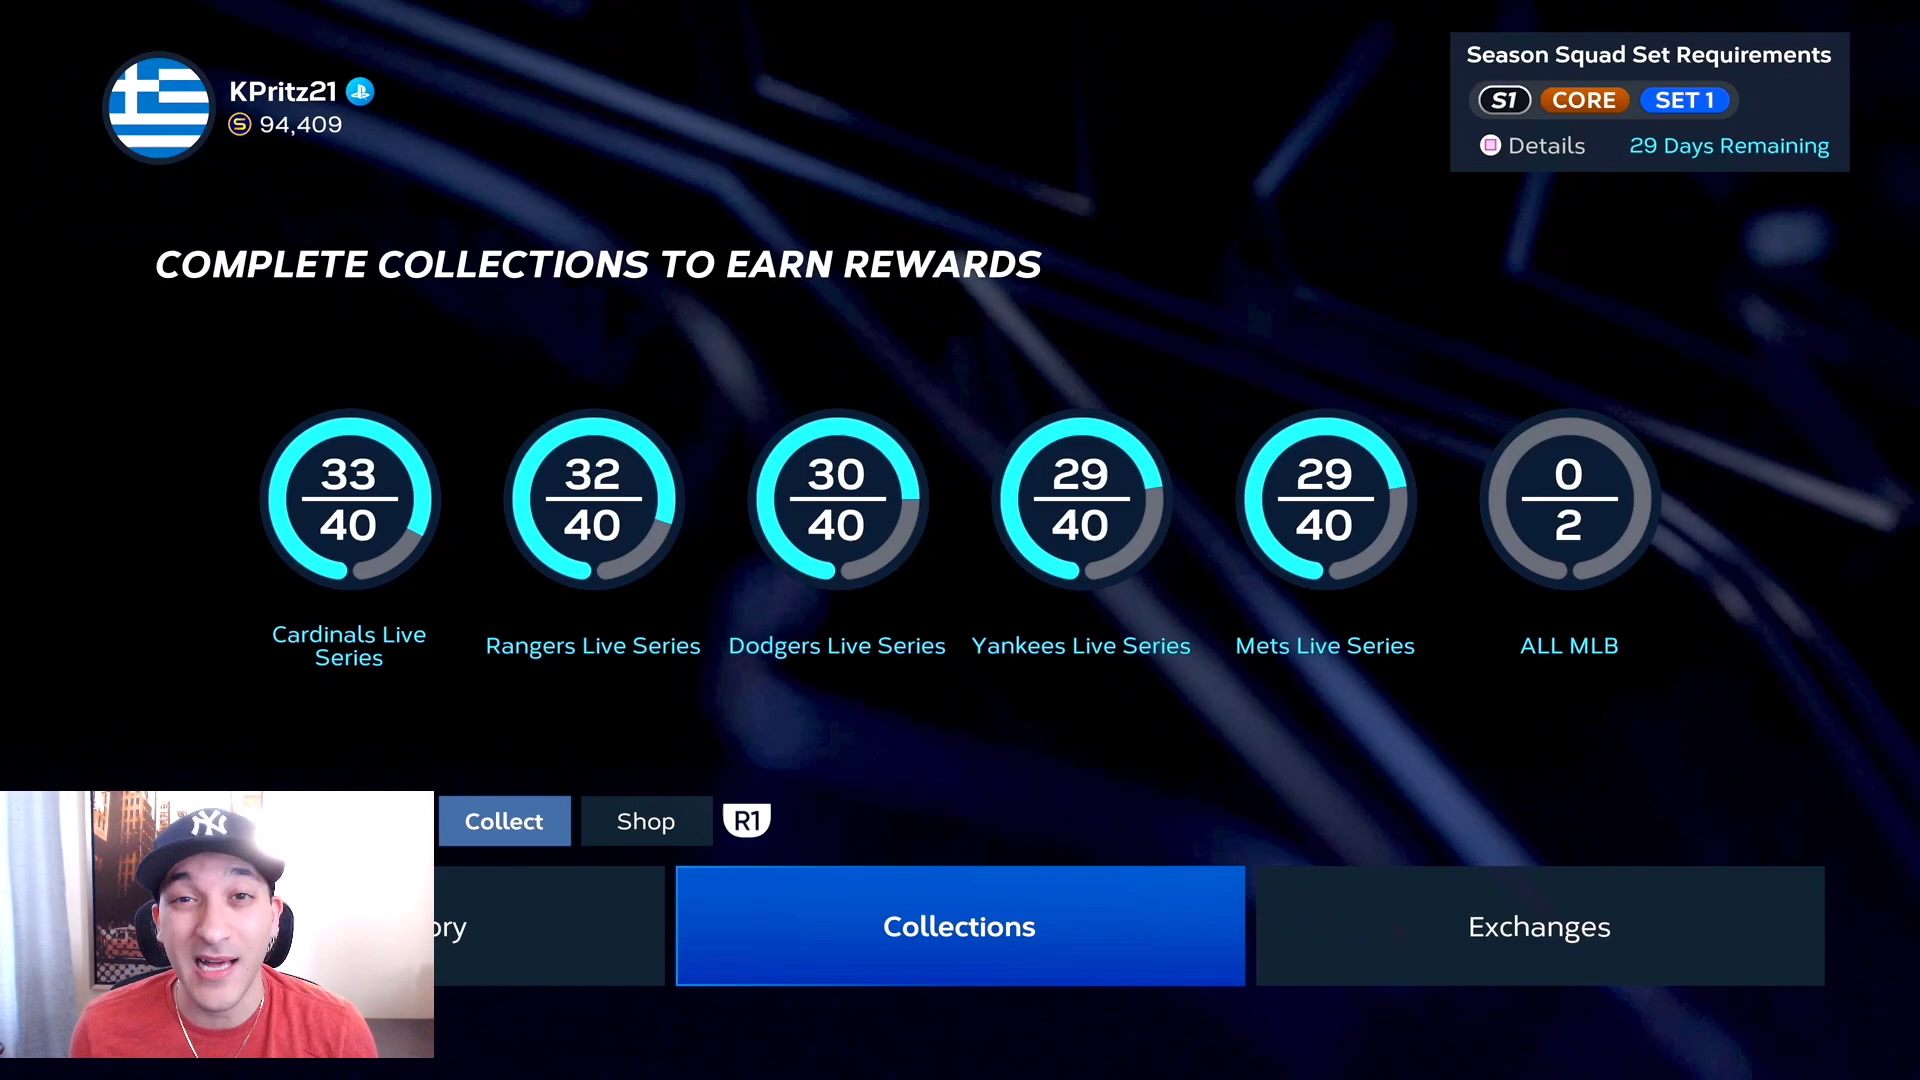 KPritz21
S 94,409
Season Squad Set Requirements
S1 CORE SET 1
Details 29 Days Remaining
COMPLETE COLLECTIONS TO EARN REWARDS
33
40
Cardinals Live
Series
32
40
Rangers Live Series
30
40
Dodgers Live Series
29
40
Yankees Live Series
29
40
Mets Live Series
0
2
ALL MLB
Collect Shop R1
ory
Collections
Exchanges
NY